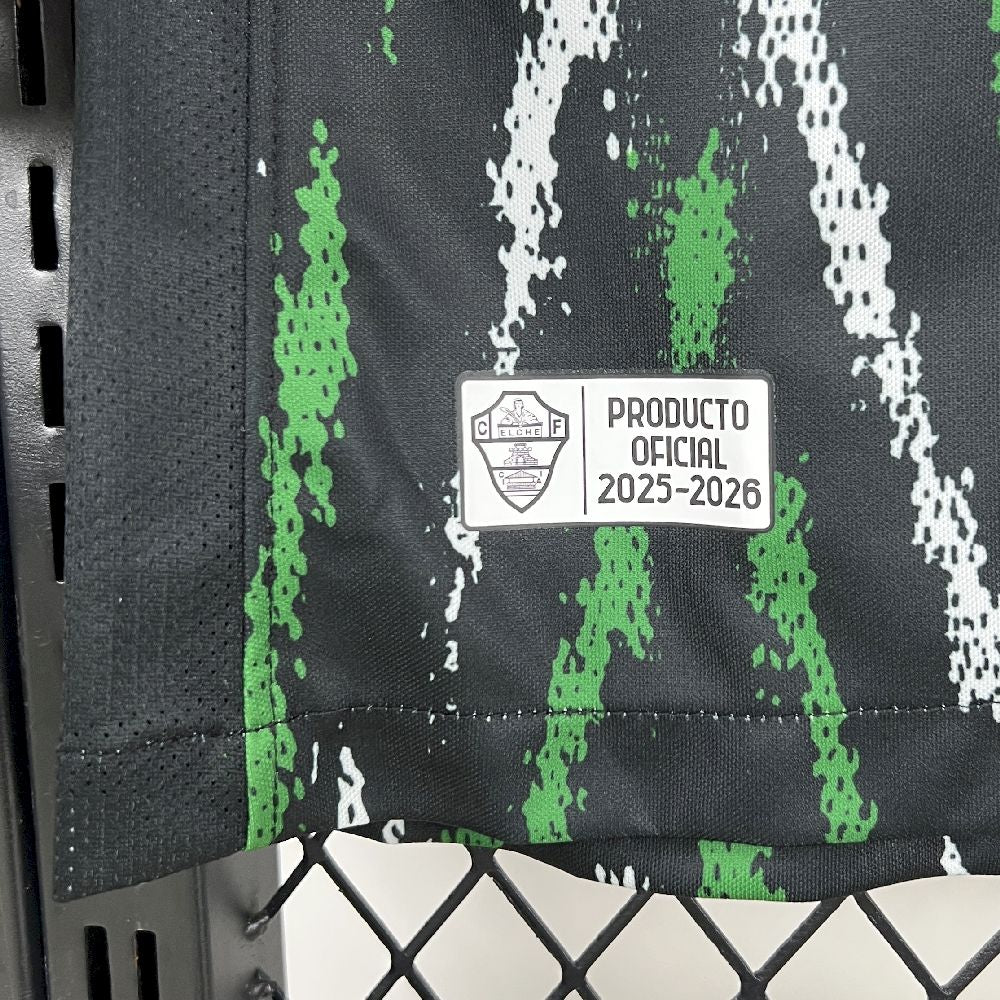 C F
ELCHE
PRODUCTO
OFICIAL
2025-2026